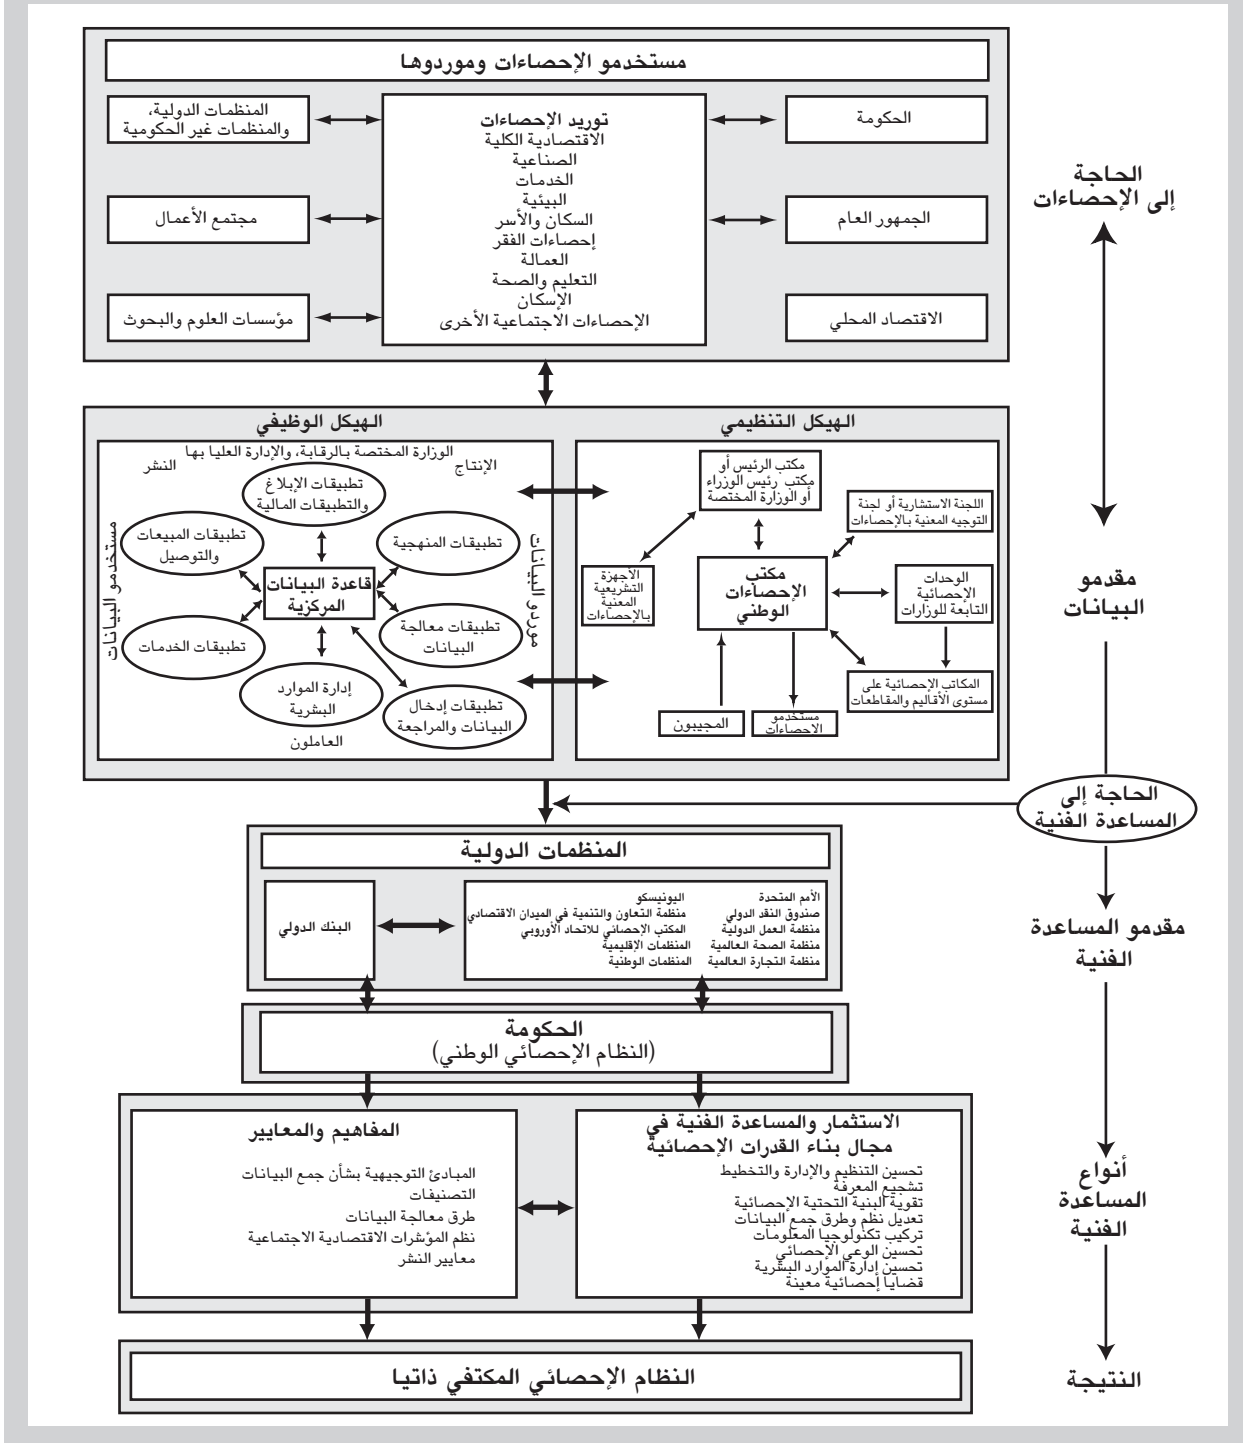 مستخدمو الإحصاءات وموردوها
الحكومة
الجمهور العام
الاقتصاد المحلي
توريد الإحصاءات
الاقتصادية الكلية
الصناعية
الخدمات
البيئية
السكان والأسر
إحصاءات الفقر
العمالة
التعليم والصحة
الإسكان
الإحصاءات الاجتماعية الأخرى
المنظمات الدولية،
والمنظمات غير الحكومية
مجتمع الأعمال
مؤسسات العلوم والبحوث
الحاجة
إلى الإحصاءات
الهيكل التنظيمي
مكتب الرئيس أو
مكتب رئيس الوزراء
أو الوزارة المختصة
اللجنة الاستشارية أو لجنة
التوجيه المعنية بالإحصاءات
الأجهزة
التشريعية
المعنية
بالإحصاءات
مكتب
الإحصاءات
الوطني
الوحدات
الإحصائية
التابعة للوزارات
المكاتب الإحصائية على
مستوى الأقاليم والمقاطعات
مستخدمو
الاحصاءات
المجيبون
الهيكل الوظيفي
الوزارة المختصة بالرقابة، والإدارة العليا بها
الإنتاج
النشر
تطبيقات الإبلاغ
والتطبيقات المالية
تطبيقات المنهجية
تطبيقات المبيعات
والتوصيل
قاعدة البيانات
المركزية
تطبيقات معالجة
البيانات
تطبيقات الخدمات
إدارة الموارد
البشرية
تطبيقات إدخال
البيانات والمراجعة
العاملون
موردو البيانات
مستخدمو البيانات
مقدمو
البيانات
الحاجة إلى
المساعدة الفنية
المنظمات الدولية
الأمم المتحدة
صندوق النقد الدولي
منظمة العمل الدولية
منظمة الصحة العالمية
منظمة التجارة العالمية
اليونيسكو
منظمة التعاون والتنمية في الميدان الاقتصادي
المكتب الإحصائي للاتحاد الأوروبي
المنظمات الإقليمية
المنظمات الوطنية
البنك الدولي
مقدمو المساعدة
الفنية
الحكومة
(النظام الإحصائي الوطني)
الاستثمار والمساعدة الفنية في
مجال بناء القدرات الإحصائية
تحسين التنظيم والإدارة والتخطيط
تشجيع المعرفة
تقوية البنية التحتية الإحصائية
تعديل نظم وطرق جمع البيانات
تركيب تكنولوجيا المعلومات
تحسين الوعي الإحصائي
تحسين إدارة الموارد البشرية
قضايا إحصائية معينة
المفاهيم والمعايير
المبادئ التوجيهية بشأن جمع البيانات
التصنيفات
طرق معالجة البيانات
نظم المؤشرات الاقتصادية الاجتماعية
معايير النشر
أنواع
المساعدة
الفنية
النظام الإحصائي المكتفي ذاتيا
النتيجة